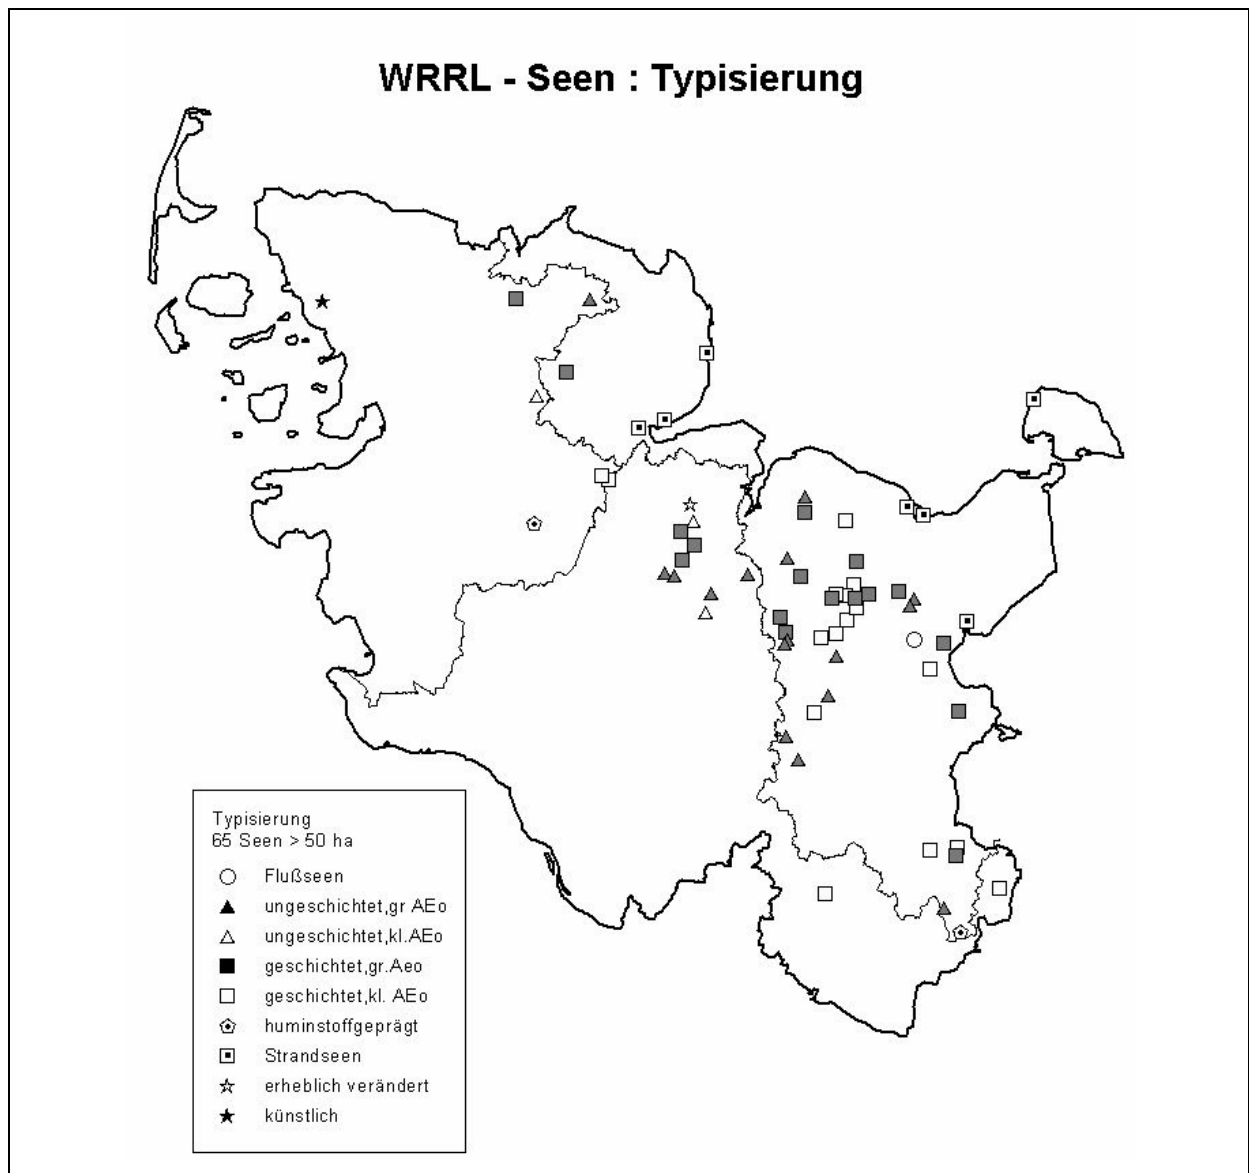 WRRL - Seen : Typisierung
Typisierung
65 Seen > 50 ha
Flußseen
ungeschichtet,gr AEo
ungeschichtet,kl.AEo
geschichtet,gr.Aeo
geschichtet,kl. AEo
huminstoffgeprägt
Strandseen
erheblich verändert
künstlich